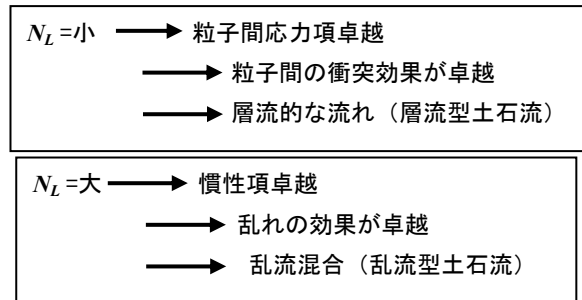 N_L =小 → 粒子間応力項卓越
→ 粒子間の衝突効果が卓越
→ 層流的な流れ（層流型土石流）
N_L =大 → 慣性項卓越
→ 乱れの効果が卓越
→ 乱流混合（乱流型土石流）